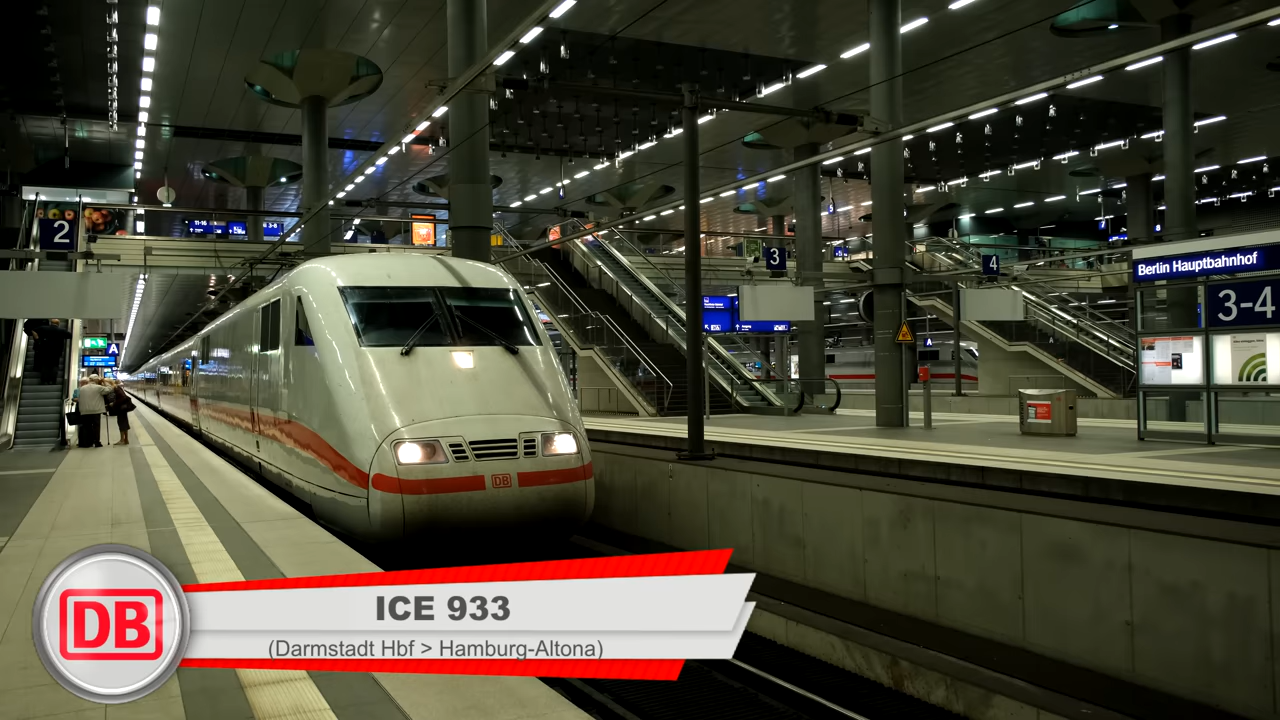 2
3
4
Berlin Hauptbahnhof
3-4
A
A
DB
DB
ICE 933
(Darmstadt Hbf > Hamburg-Altona)